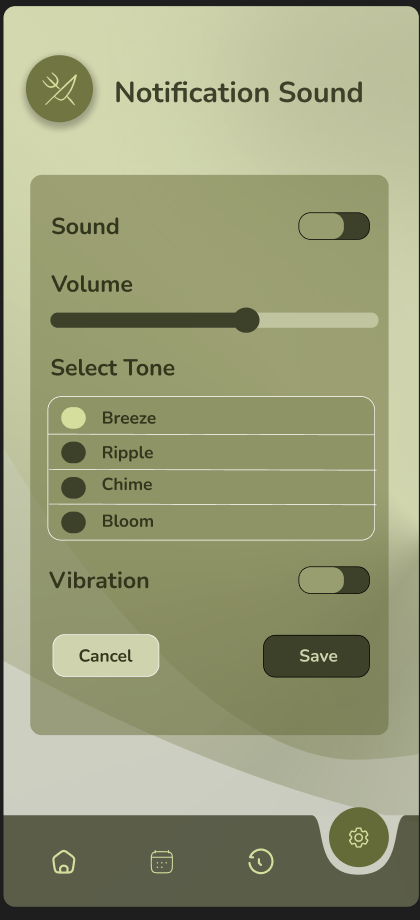 Notification Sound
Sound
Volume
Select Tone
Breeze
Ripple
Chime
Bloom
Vibration
Cancel
Save